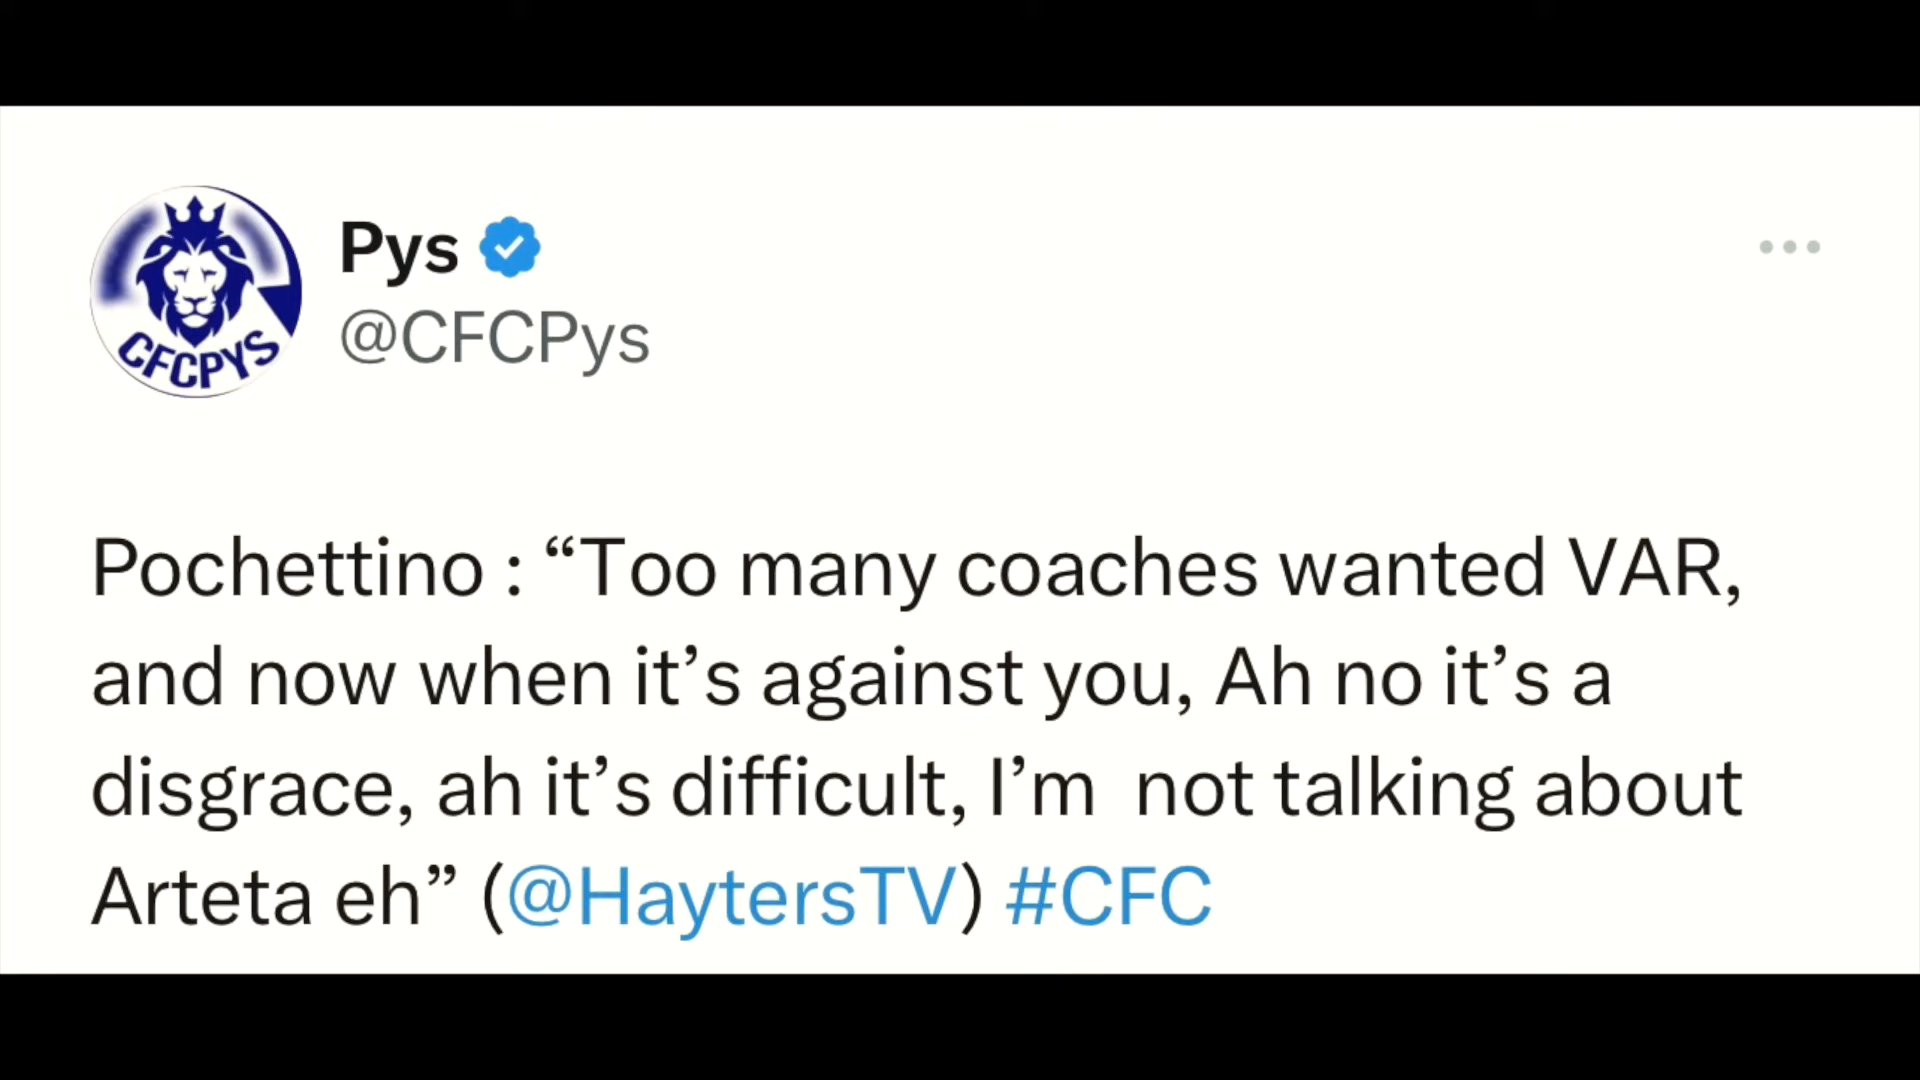 CFCPYS
Pys
@CFCPys
Pochettino : “Too many coaches wanted VAR,
and now when it’s against you, Ah no it’s a
disgrace, ah it’s difficult, I’m  not talking about
Arteta eh” (@HaytersTV) #CFC